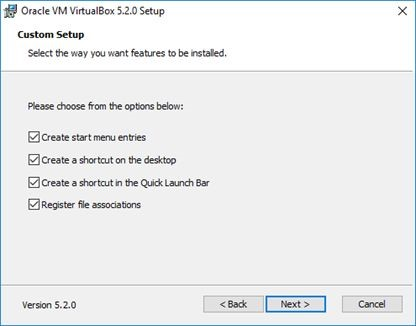 Oracle VM VirtualBox 5.2.0 Setup
Custom Setup
Select the way you want features to be installed.
Please choose from the options below:
Create start menu entries
Create a shortcut on the desktop
Create a shortcut in the Quick Launch Bar
Register file associations
Version 5.2.0
< Back
Next >
Cancel